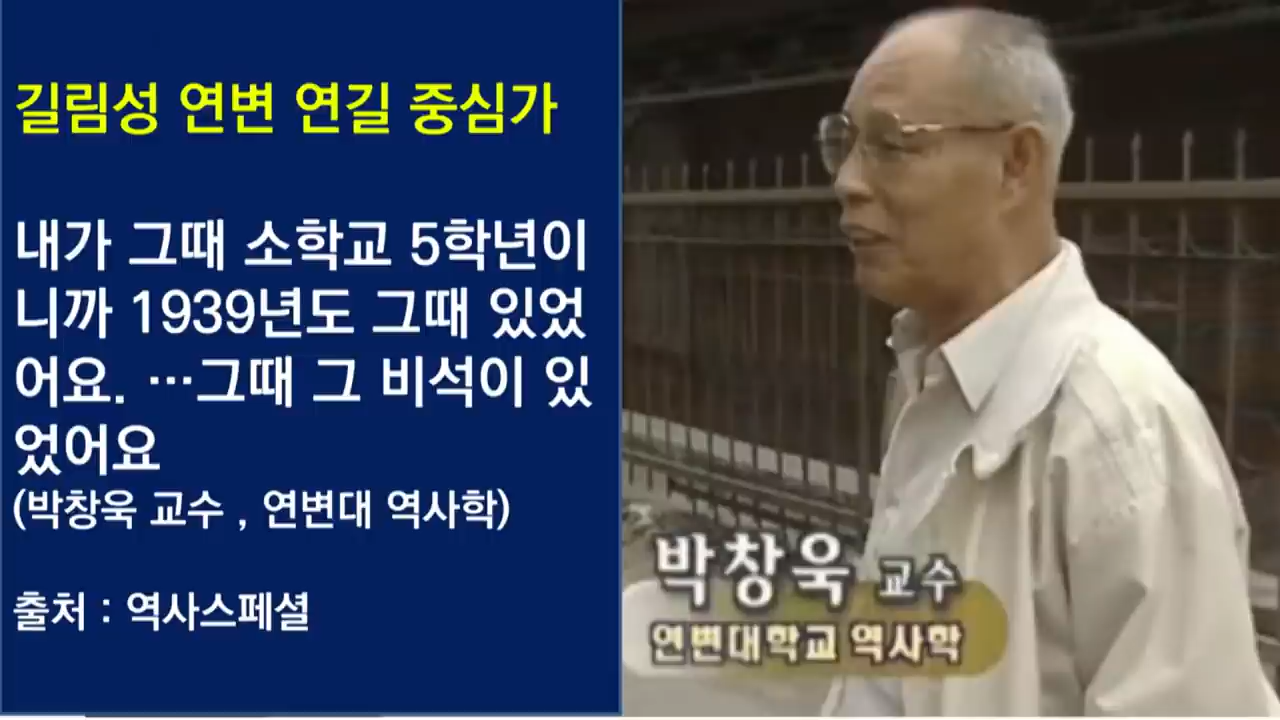 길림성 연변 연길 중심가
내가 그때 소학교 5학년이
니까 1939년도 그때 있었
어요. …그때 그 비석이 있
었어요
(박창욱 교수 , 연변대 역사학)
출처 : 역사스페셜
박창욱 교수
연변대학교 역사학